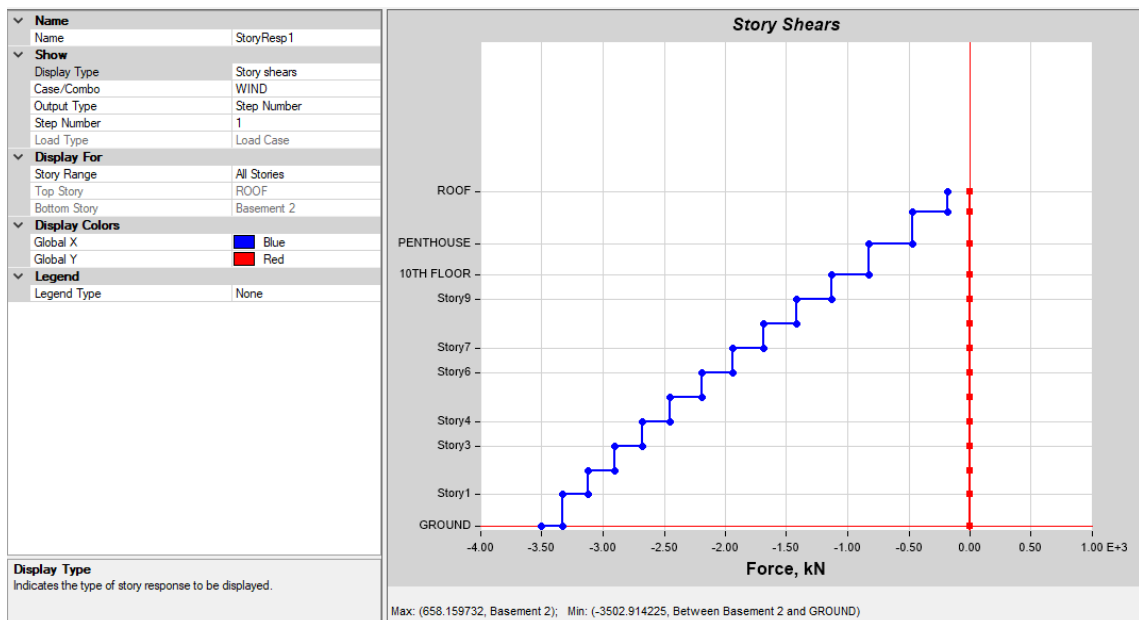 Name
Name StoryResp1
Show
Display Type Story shears
Case/Combo WIND
Output Type Step Number
Step Number 1
Load Type Load Case
Display For
Story Range All Stories
Top Story ROOF
Bottom Story Basement 2
Display Colors
Global X Blue
Global Y Red
Legend
Legend Type None
Display Type
Indicates the type of story response to be displayed.
Story Shears
ROOF
PENTHOUSE
10TH FLOOR
Story9
Story7
Story6
Story4
Story3
Story1
GROUND
-4.00 -3.50 -3.00 -2.50 -2.00 -1.50 -1.00 -0.50 0.00 0.50 1.00 E+3
Force, kN
Max: (658.159732, Basement 2); Min: (-3502.914225, Between Basement 2 and GROUND)